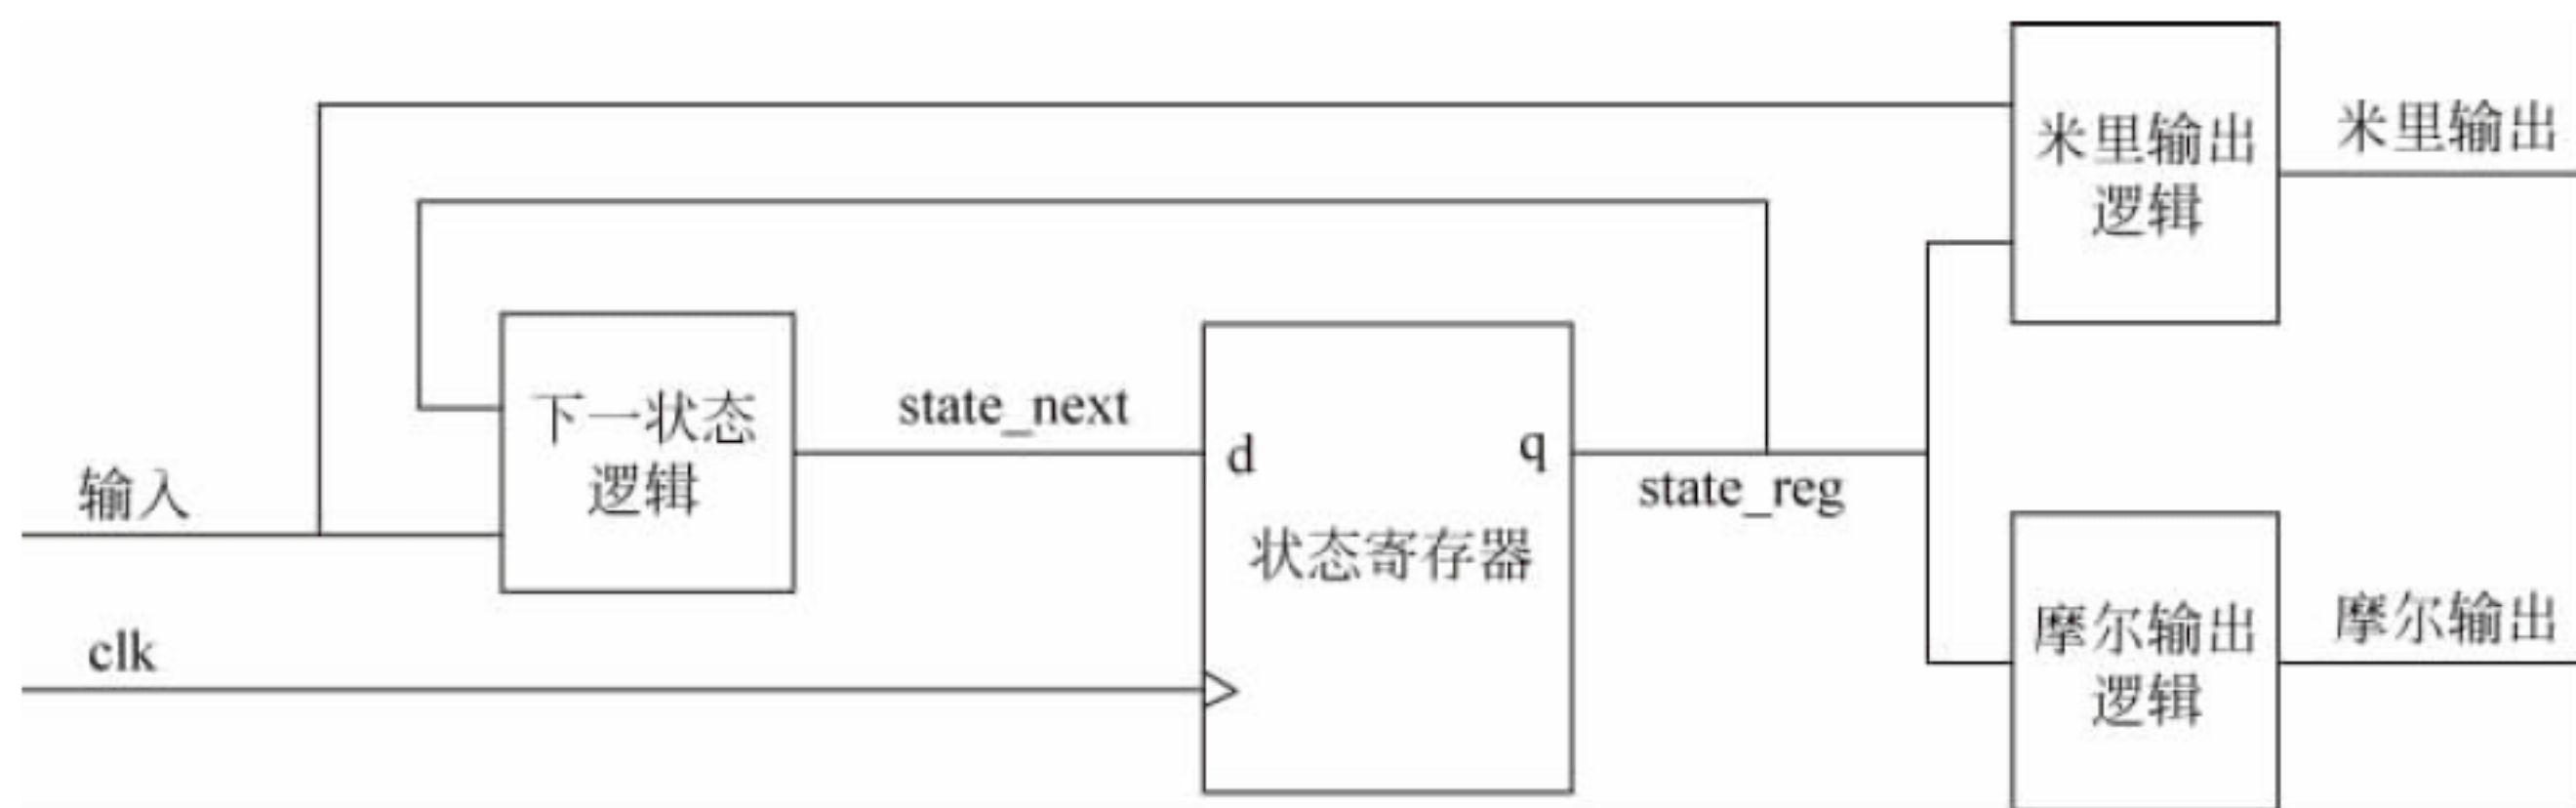 米里输出
逻辑
米里输出
下一状态
逻辑
state_next
d
q
状态寄存器
state_reg
输入
clk
摩尔输出
逻辑
摩尔输出